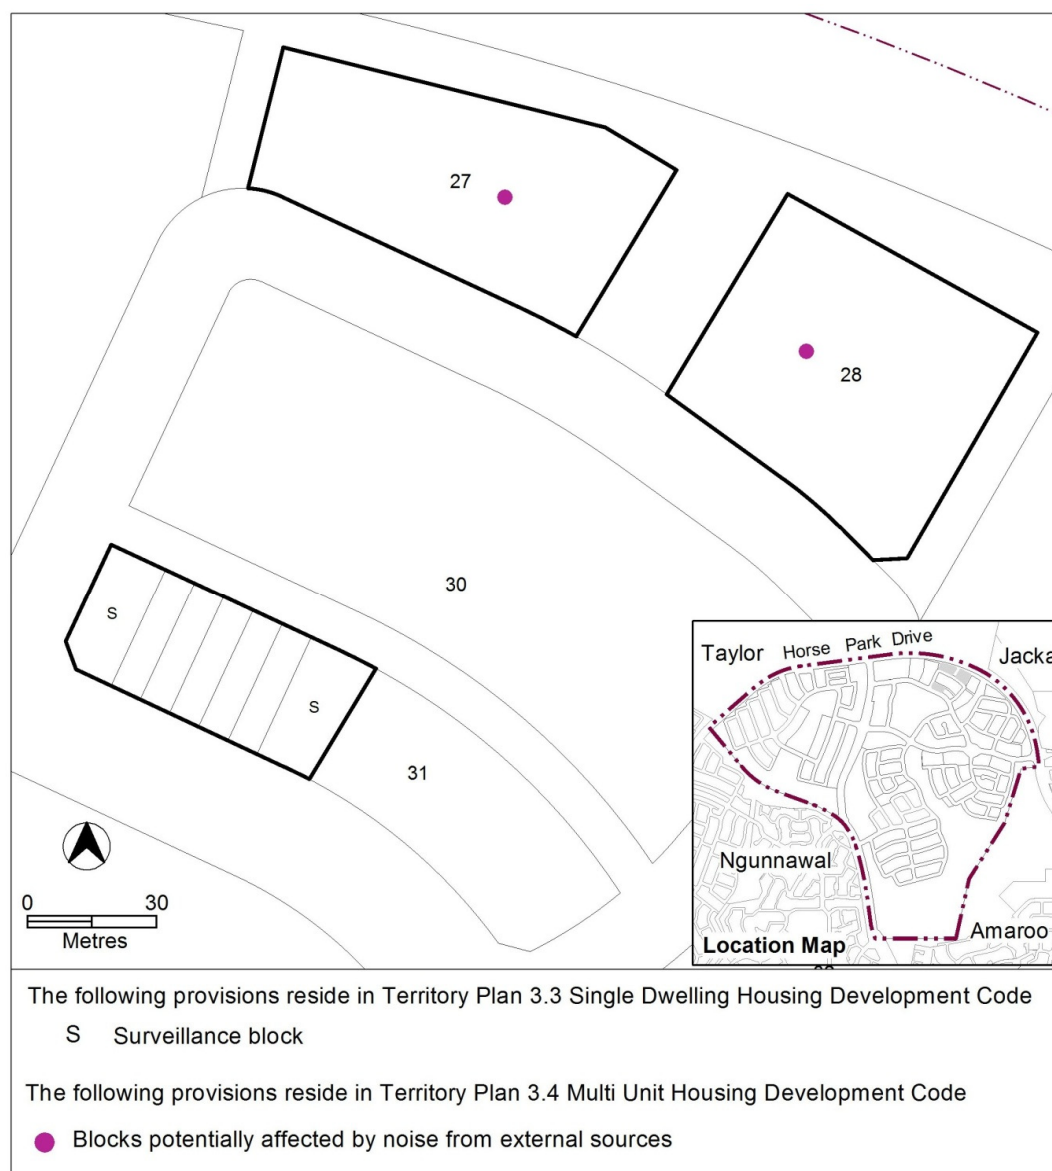 27
28
30
S
S
31
0 30
Metres
Taylor Horse Park Drive
Ngunnawal
Amaroo
Location Map
The following provisions reside in Territory Plan 3.3 Single Dwelling Housing Development Code
S Surveillance block
The following provisions reside in Territory Plan 3.4 Multi Unit Housing Development Code
Blocks potentially affected by noise from external sources